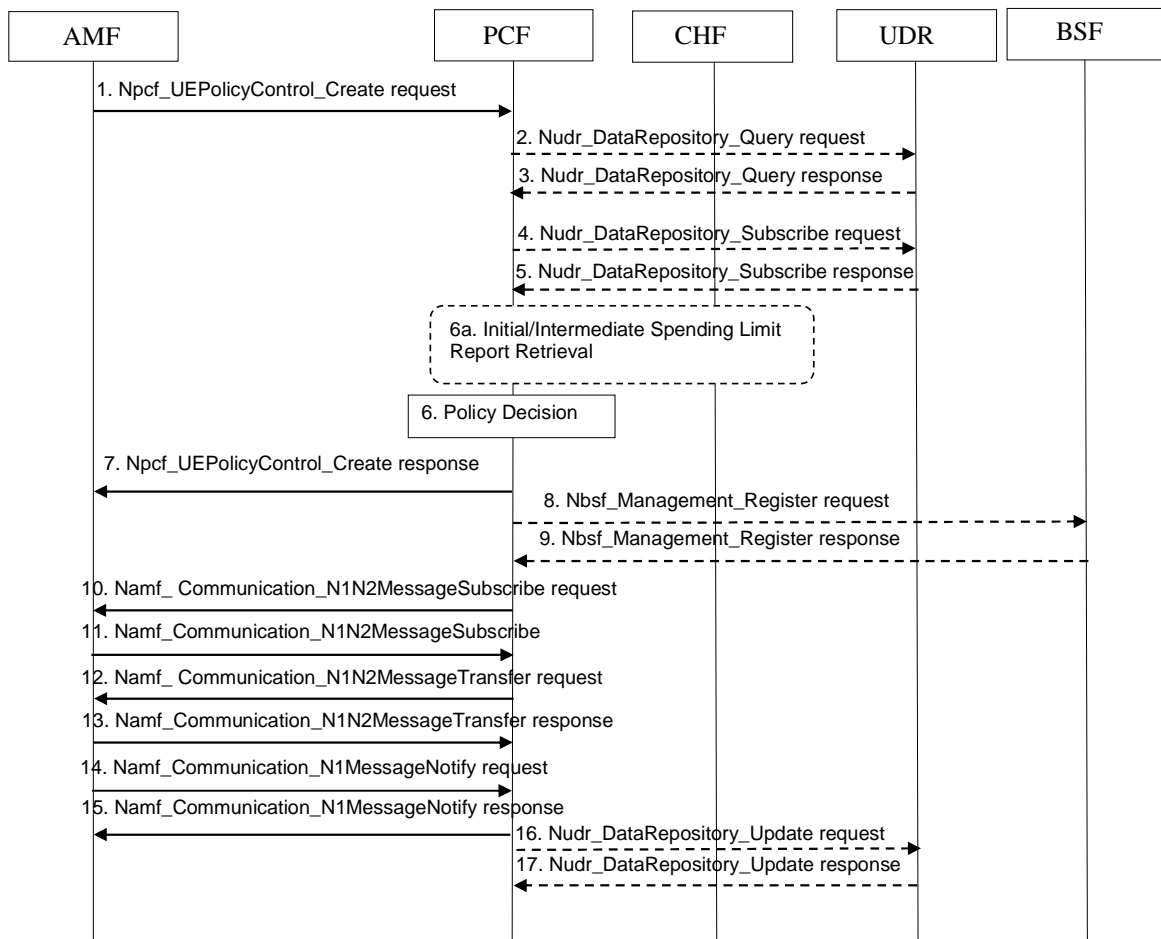 AMF
PCF
CHF
UDR
BSF
1. Npcf_UEPolicyControl_Create request
2. Nudr_DataRepository_Query request
3. Nudr_DataRepository_Query response
4. Nudr_DataRepository_Subscribe request
5. Nudr_DataRepository_Subscribe response
6a. Initial/Intermediate Spending Limit
Report Retrieval
6. Policy Decision
7. Npcf_UEPolicyControl_Create response
8. Nbsf_Management_Register request
9. Nbsf_Management_Register response
10. Namf_ Communication_N1N2MessageSubscribe request
11. Namf_Communication_N1N2MessageSubscribe
12. Namf_ Communication_N1N2MessageTransfer request
13. Namf_Communication_N1N2MessageTransfer response
14. Namf_Communication_N1MessageNotify request
15. Namf_Communication_N1MessageNotify response
16. Nudr_DataRepository_Update request
17. Nudr_DataRepository_Update response